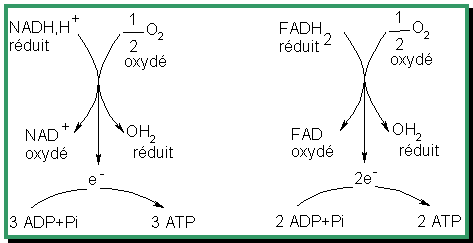 NADH,H+
réduit
1/2 O2
oxydé
NAD+
oxydé
OH2
réduit
e-
3 ADP+Pi
3 ATP
FADH2
réduit
1/2 O2
oxydé
FAD
oxydé
OH2
réduit
2e-
2 ADP+Pi
2 ATP